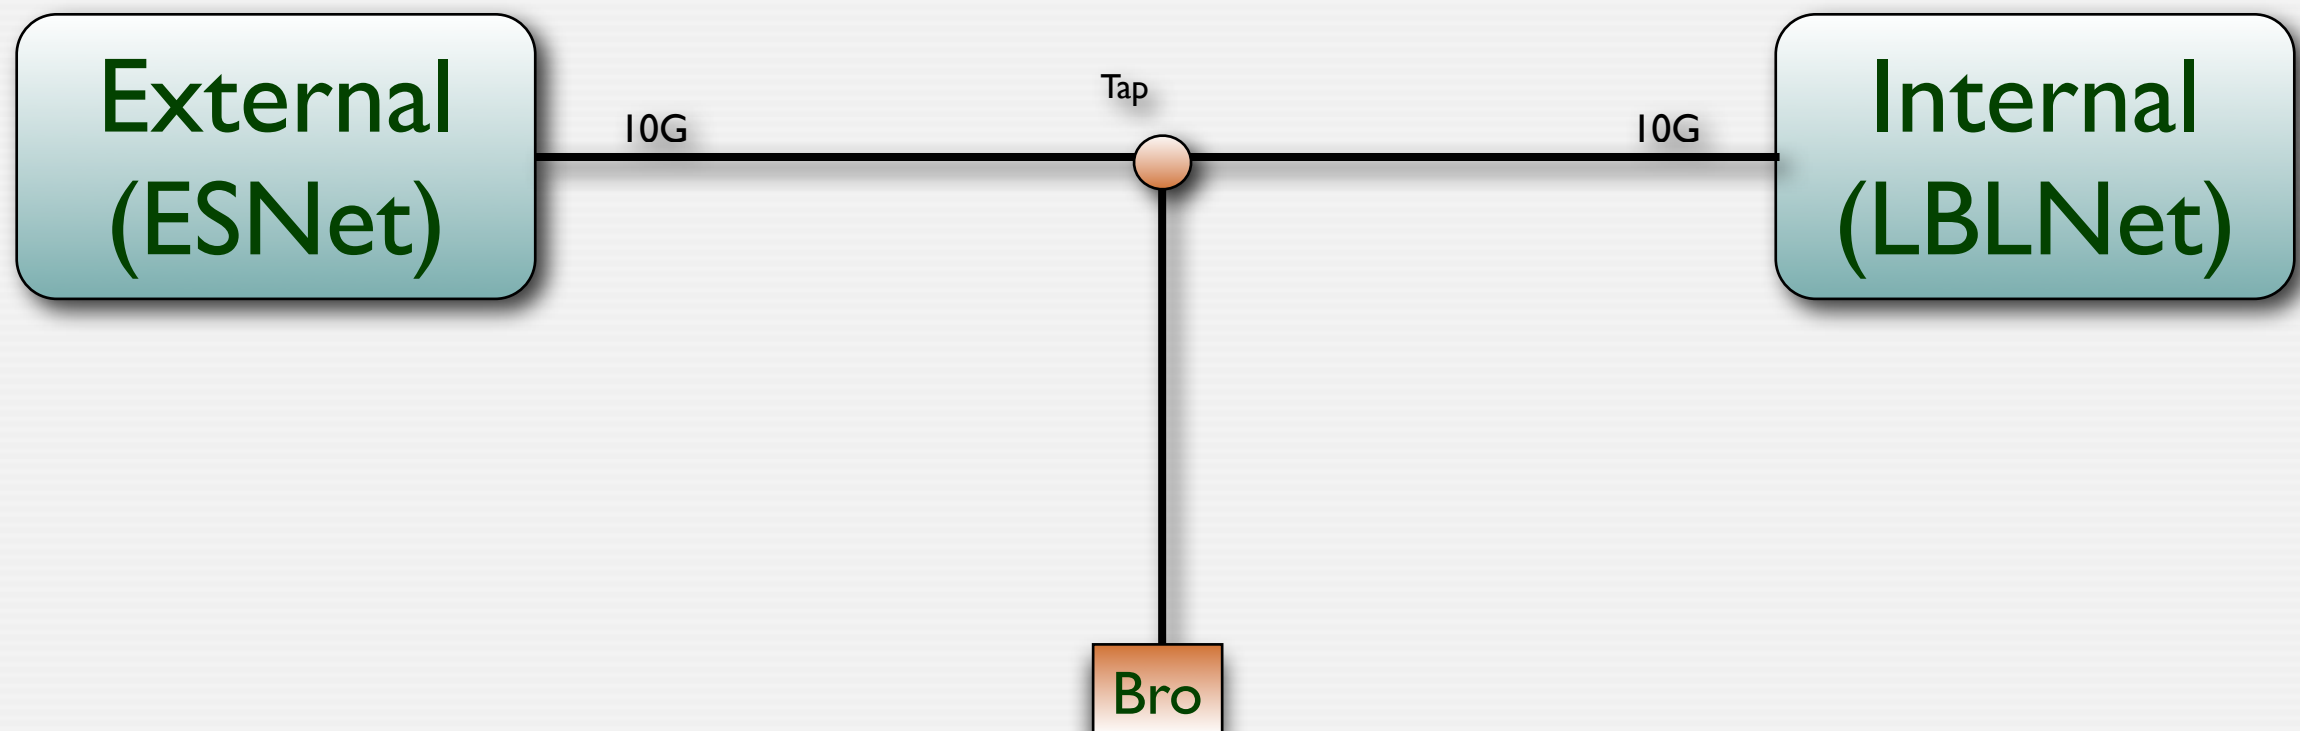 External
(ESNet)
10G
Tap
10G
Internal
(LBLNet)
Bro